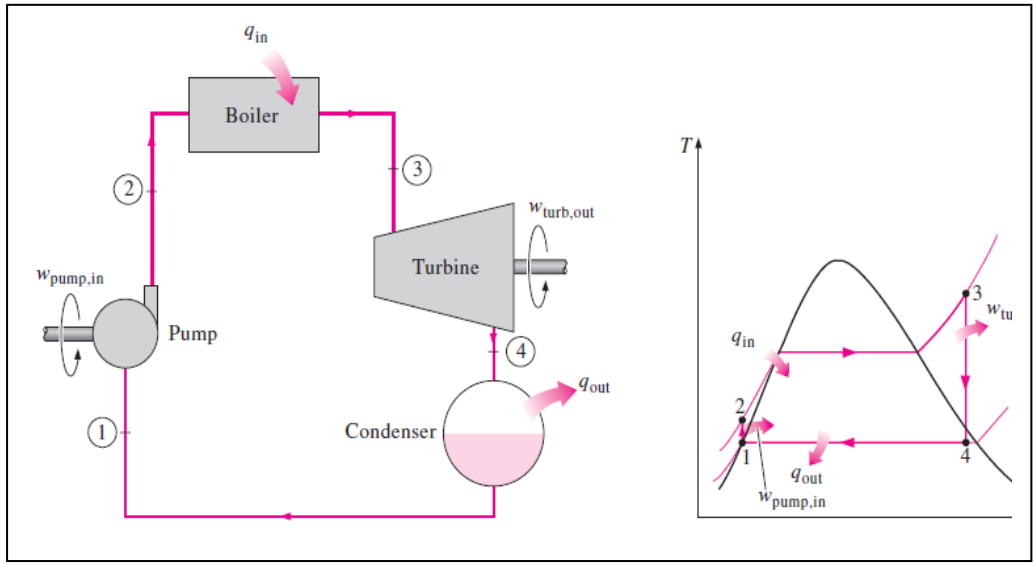 q_in
Boiler
2
3
w_turb,out
w_pump,in
Turbine
Pump
4
q_out
1
Condenser
T
3
w_tu
q_in
2
1
4
q_out
w_pump,in